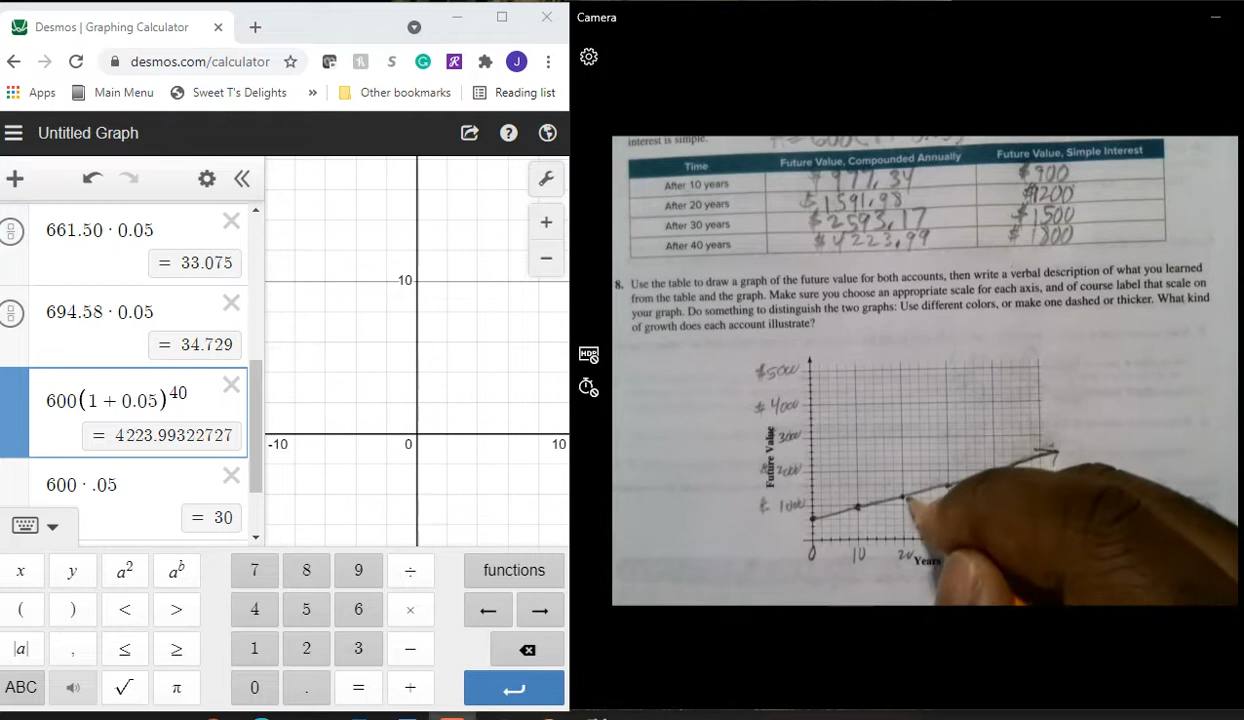 Desmos | Graphing Calculator
desmos.com/calculator
J
Apps
Main Menu
Sweet T's Delights
»
Other bookmarks
Reading list
Untitled Graph
661.50 · 0.05
= 33.075
694.58 · 0.05
= 34.729
600(1 + 0.05)^40
= 4223.99322727
600 · .05
= 30
10
-10
0
10
x y a² aᵇ 7 8 9 ÷ functions
( ) < > 4 5 6 × ← →
|a| , ≤ ≥ 1 2 3 −
ABC √ π 0 . = +
Camera
interest is simple.
Time Future Value, Compounded Annually Future Value, Simple Interest
After 10 years $977.34 $900
After 20 years $1591.98 $1200
After 30 years $2593.17 $1500
After 40 years $4223.99 $1800
8. Use the table to draw a graph of the future value for both accounts, then write a verbal description of what you learned
from the table and the graph. Make sure you choose an appropriate scale for each axis, and of course label that scale on
your graph. Do something to distinguish the two graphs: Use different colors, or make one dashed or thicker. What kind
of growth does each account illustrate?
$5000
$4000
3000
2000
$ 1000
Future Value
0 10 20
Years